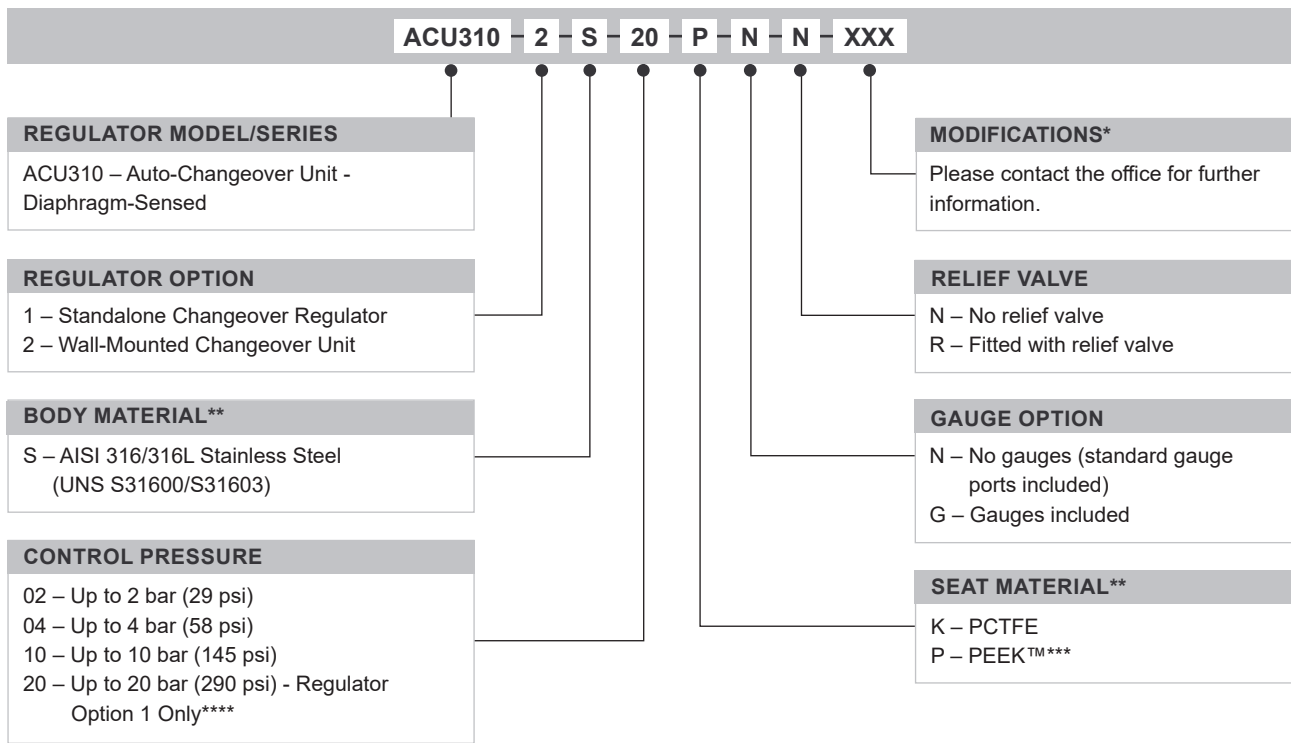 ACU310 - 2 - S - 20 - P - N - N - XXX
REGULATOR MODEL/SERIES
ACU310 – Auto-Changeover Unit -
Diaphragm-Sensed
REGULATOR OPTION
1 – Standalone Changeover Regulator
2 – Wall-Mounted Changeover Unit
BODY MATERIAL**
S – AISI 316/316L Stainless Steel
(UNS S31600/S31603)
CONTROL PRESSURE
02 – Up to 2 bar (29 psi)
04 – Up to 4 bar (58 psi)
10 – Up to 10 bar (145 psi)
20 – Up to 20 bar (290 psi) - Regulator
Option 1 Only****
MODIFICATIONS*
Please contact the office for further
information.
RELIEF VALVE
N – No relief valve
R – Fitted with relief valve
GAUGE OPTION
N – No gauges (standard gauge
ports included)
G – Gauges included
SEAT MATERIAL**
K – PCTFE
P – PEEK™***